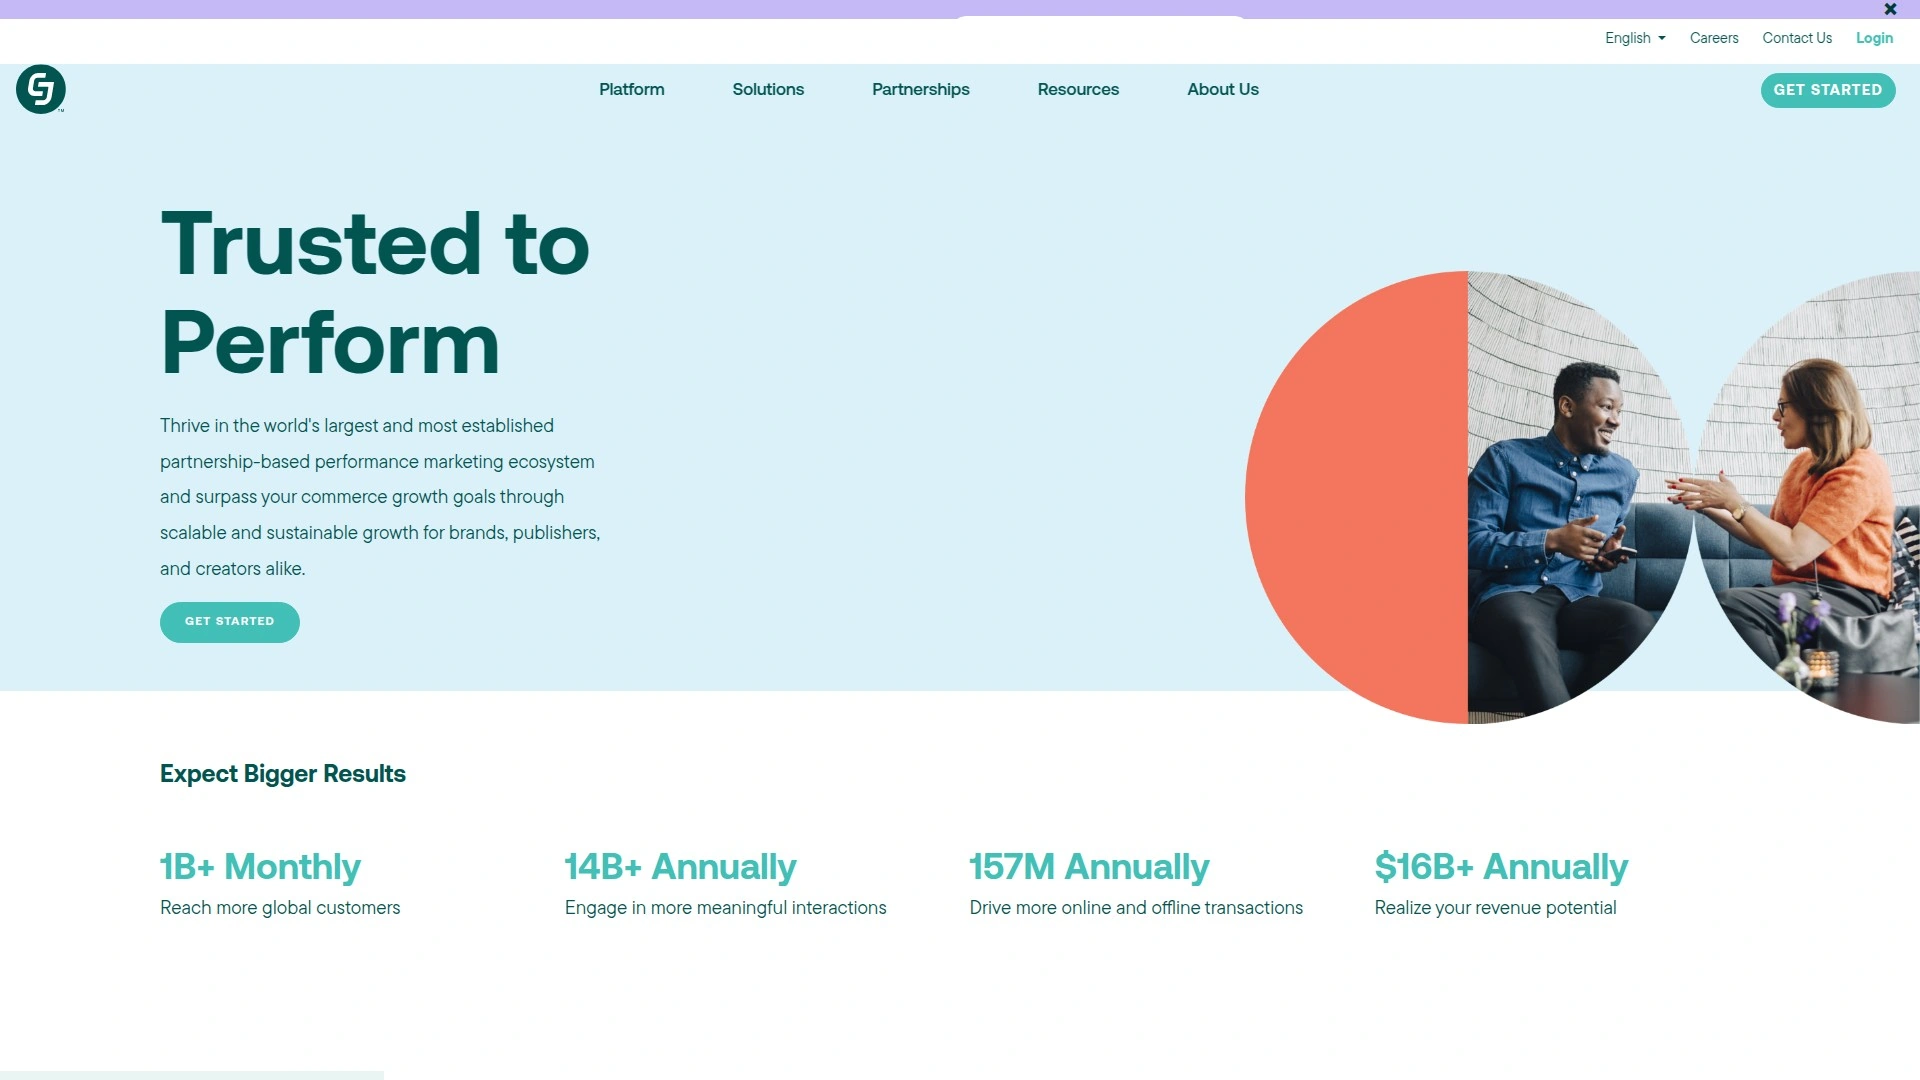 English
Careers
Contact Us
Login
CJ
Platform
Solutions
Partnerships
Resources
About Us
GET STARTED
Trusted to
Perform
Thrive in the world's largest and most established
partnership-based performance marketing ecosystem
and surpass your commerce growth goals through
scalable and sustainable growth for brands, publishers,
and creators alike.
GET STARTED
Expect Bigger Results
1B+ Monthly
Reach more global customers
14B+ Annually
Engage in more meaningful interactions
157M Annually
Drive more online and offline transactions
$16B+ Annually
Realize your revenue potential